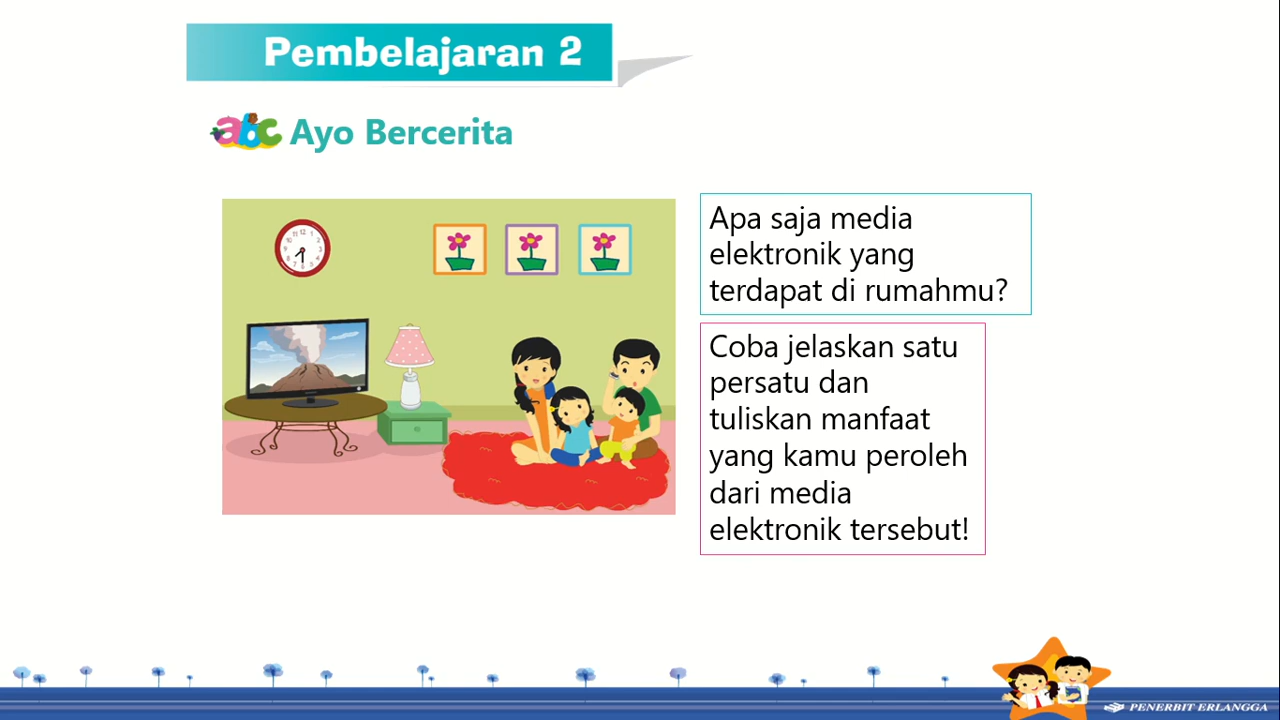 Pembelajaran 2
abc Ayo Bercerita
Apa saja media
elektronik yang
terdapat di rumahmu?
Coba jelaskan satu
persatu dan
tuliskan manfaat
yang kamu peroleh
dari media
elektronik tersebut!
PENERBIT ERLANGGA